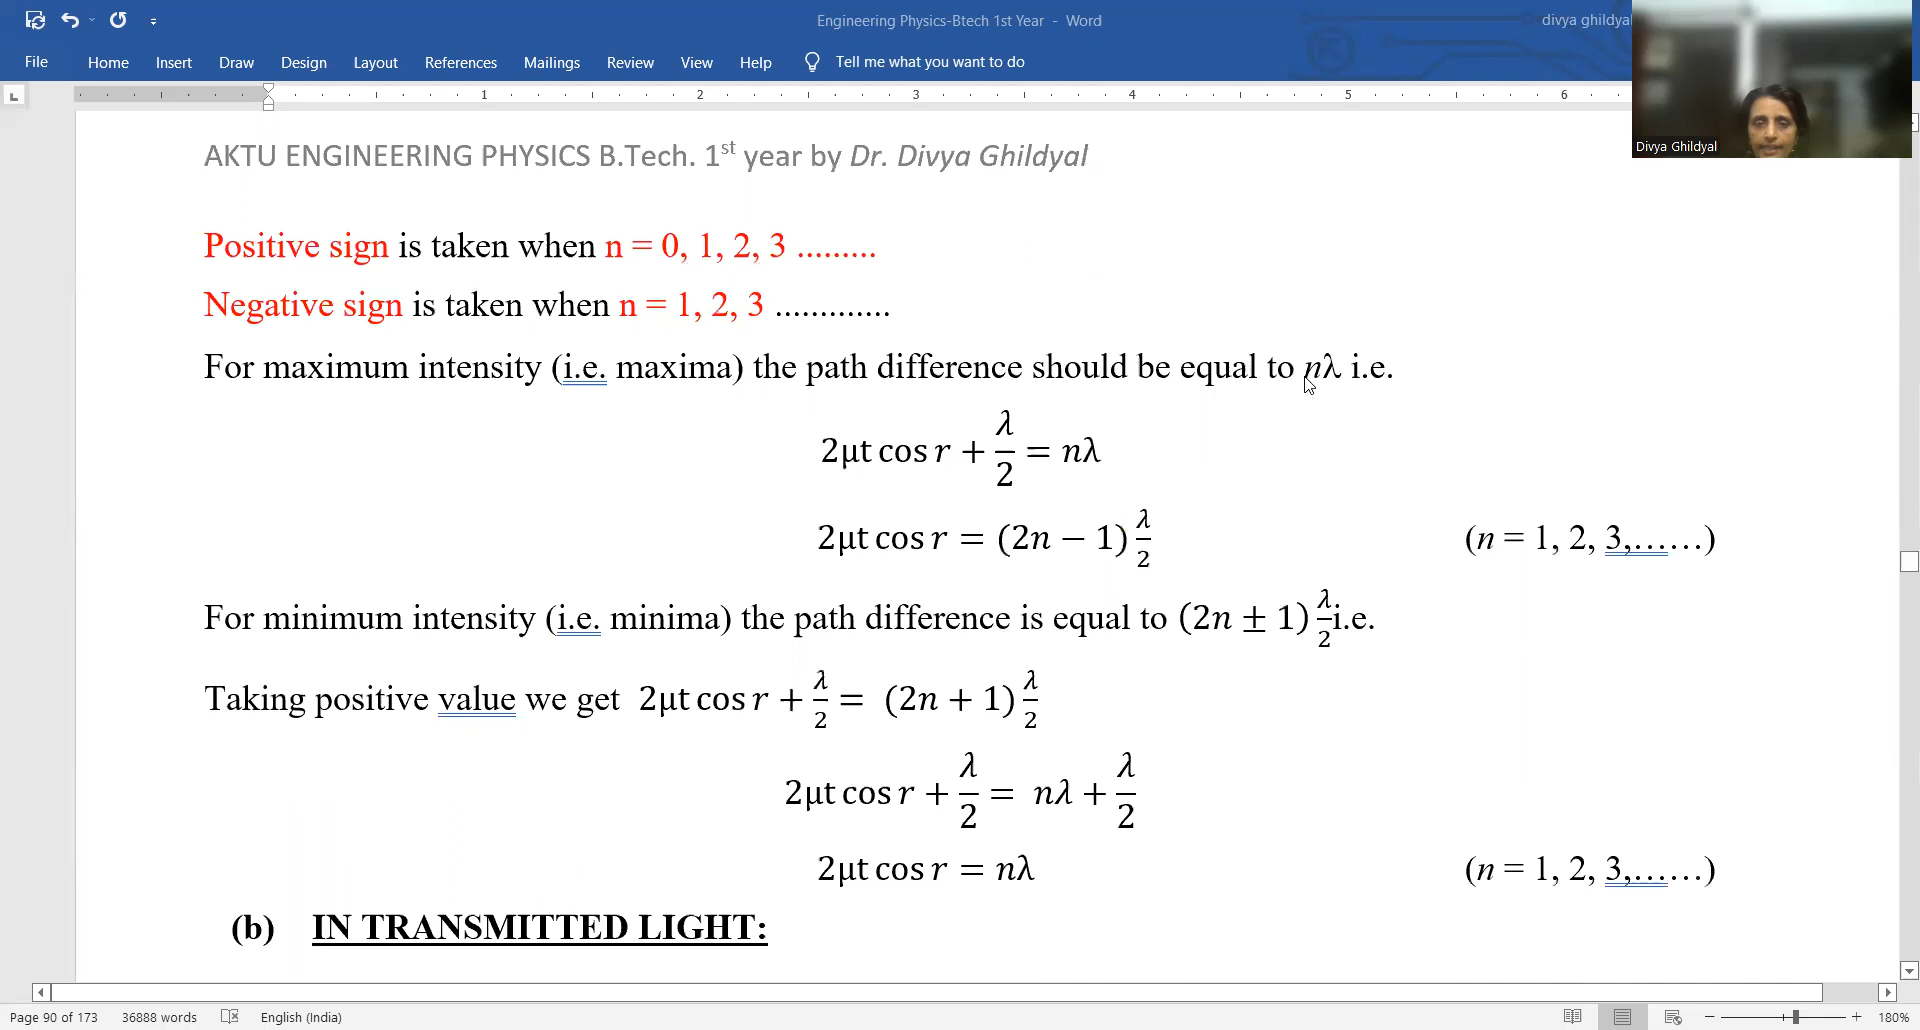 Engineering Physics-Btech 1st Year - Word
divya ghildyal
File Home Insert Draw Design Layout References Mailings Review View Help Tell me what you want to do
1 2 3 4 5 6
Divya Ghildyal
AKTU ENGINEERING PHYSICS B.Tech. 1st year by Dr. Divya Ghildyal
Positive sign is taken when n = 0, 1, 2, 3 .........
Negative sign is taken when n = 1, 2, 3 .............
For maximum intensity (i.e. maxima) the path difference should be equal to nλ i.e.
2μt cos r + λ/2 = nλ
2μt cos r = (2n − 1) λ/2 (n = 1, 2, 3,……)
For minimum intensity (i.e. minima) the path difference is equal to (2n ± 1) λ/2 i.e.
Taking positive value we get 2μt cos r + λ/2 = (2n + 1) λ/2
2μt cos r + λ/2 = nλ + λ/2
2μt cos r = nλ (n = 1, 2, 3,……)
(b) IN TRANSMITTED LIGHT:
Page 90 of 173 36888 words English (India) 180%